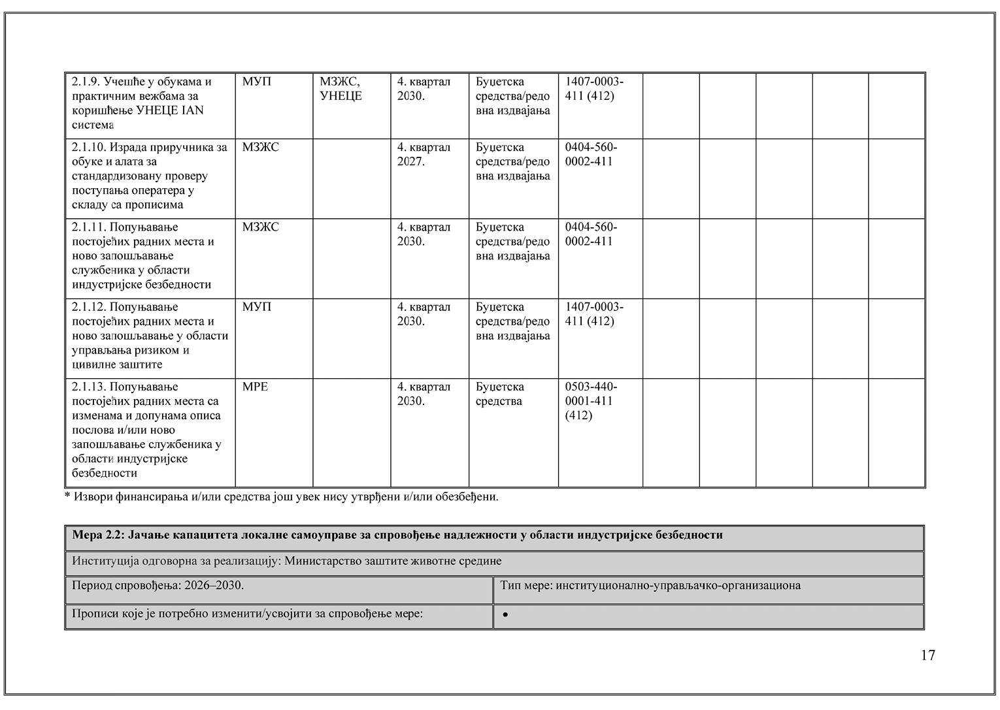 2.1.9. Учешће у обукама и
практичним вежбама за
коришћење УНЕЦЕ IAN
система
МУП
МЗЖС,
УНЕЦЕ
4. квартал
2030.
Буџетска
средства/редо
вна издвајања
1407-0003-
411 (412)
2.1.10. Израда приручника за
обуке и алата за
стандардизовану проверу
поступања оператера у
складу са прописима
МЗЖС
4. квартал
2027.
Буџетска
средства/редо
вна издвајања
0404-560-
0002-411
2.1.11. Попуњавање
постојећих радних места и
ново запошљавање
службеника у области
индустријске безбедности
МЗЖС
4. квартал
2030.
Буџетска
средства/редо
вна издвајања
0404-560-
0002-411
2.1.12. Попуњавање
постојећих радних места и
ново запошљавање у области
управљања ризиком и
цивилне заштите
МУП
4. квартал
2030.
Буџетска
средства/редо
вна издвајања
1407-0003-
411 (412)
2.1.13. Попуњавање
постојећих радних места са
изменама и допунама описа
послова и/или ново
запошљавање службеника у
области индустријске
безбедности
МРЕ
4. квартал
2030.
Буџетска
средства
0503-440-
0001-411
(412)
* Извори финансирања и/или средства још увек нису утврђени и/или обезбеђени.
Мера 2.2: Јачање капацитета локалне самоуправе за спровођење надлежности у области индустријске безбедности
Институција одговорна за реализацију: Министарство заштите животне средине
Период спровођења: 2026–2030.
Тип мере: институционално-управљачко-организациона
Прописи које је потребно изменити/усвојити за спровођење мере:
•
17